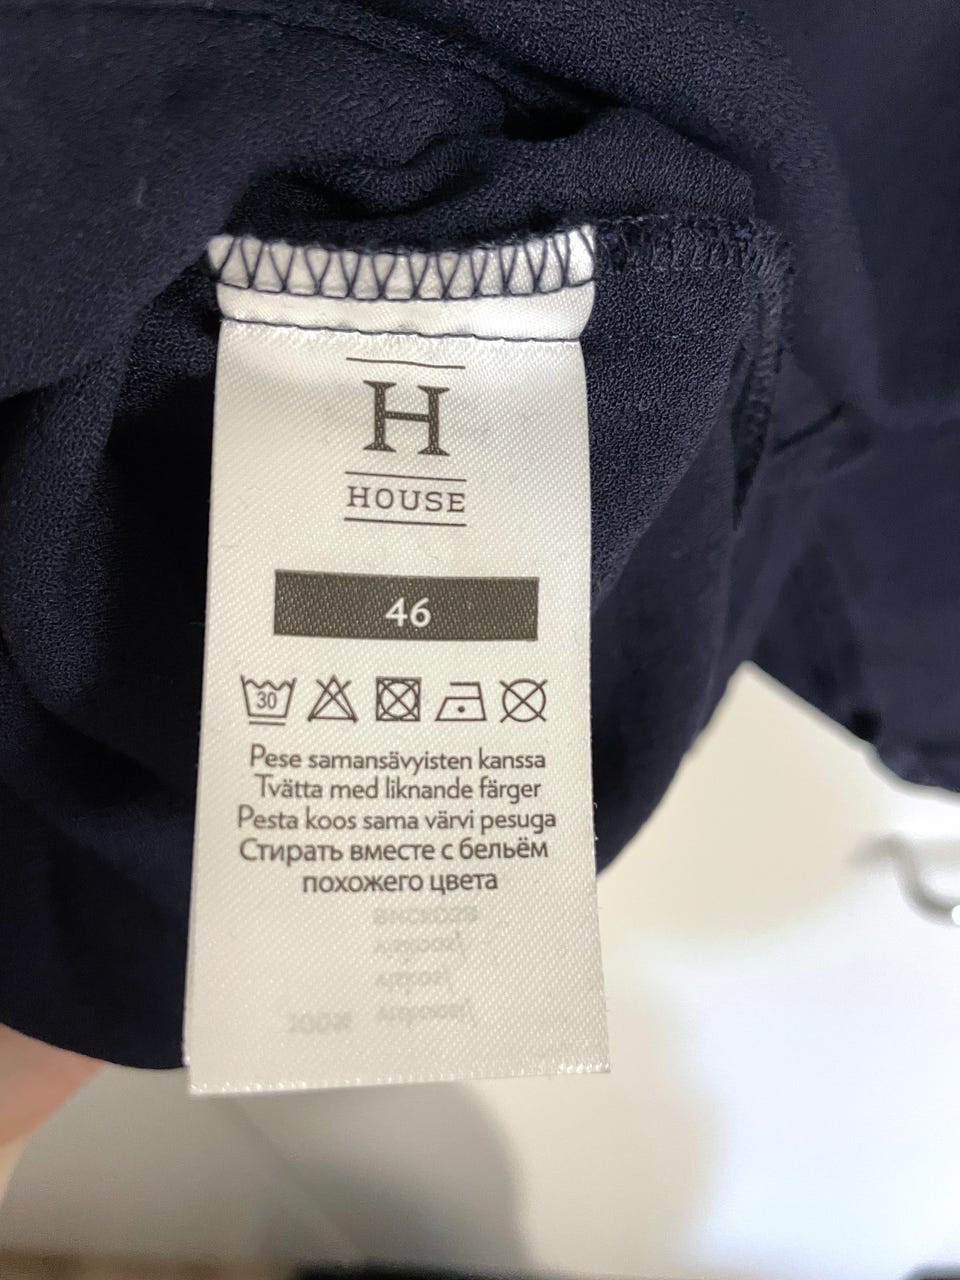 H
HOUSE
46
30
Pese samansävyisten kanssa
Tvätta med liknande färger
Pesta koos sama värvi pesuga
Стирать вместе с бельём
похожего цвета